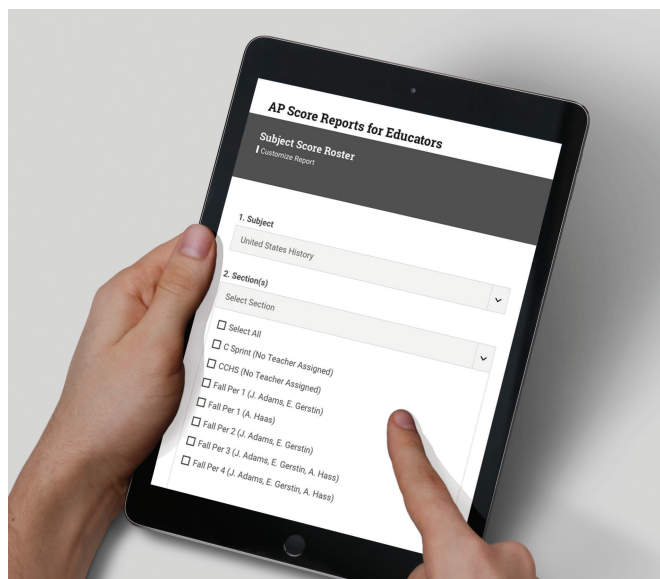 AP Score Reports for Educators
Subject Score Roster
Customize Report
1. Subject
United States History
2. Section(s)
Select Section
Select All
C Sprint (No Teacher Assigned)
CCHS (No Teacher Assigned)
Fall Per 1 (J. Adams, E. Gerstin)
Fall Per 1 (A. Haas)
Fall Per 2 (J. Adams, E. Gerstin)
Fall Per 3 (J. Adams, E. Gerstin, A. Hass)
Fall Per 4 (J. Adams, E. Gerstin, A. Hass)